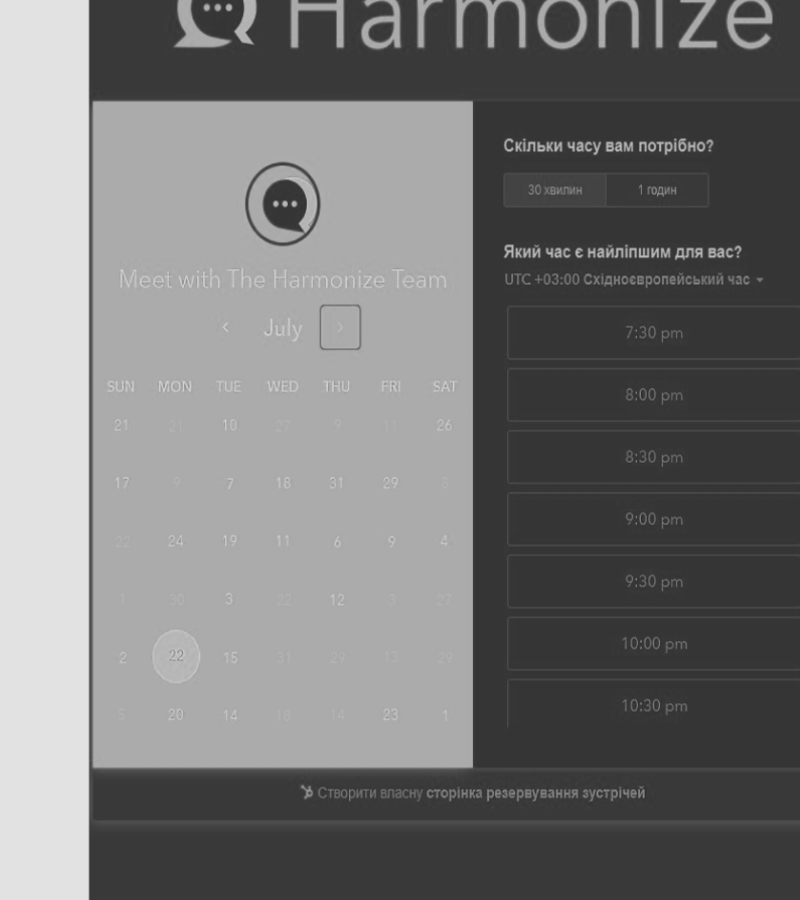 Harmonize
Meet with The Harmonize Team
July
SUN MON TUE WED THU FRI SAT
21 21 10 27 9 11 26
17 9 7 18 31 29 8
22 24 19 11 6 9 4
1 30 3 22 12 3 27
2 22 15 31 29 13 29
5 20 14 18 14 23 1
Скільки часу вам потрібно?
30 хвилин 1 годин
Який час є найліпшим для вас?
UTC +03:00 Східноєвропейський час
7:30 pm
8:00 pm
8:30 pm
9:00 pm
9:30 pm
10:00 pm
10:30 pm
Створити власну сторінка резервування зустрічей